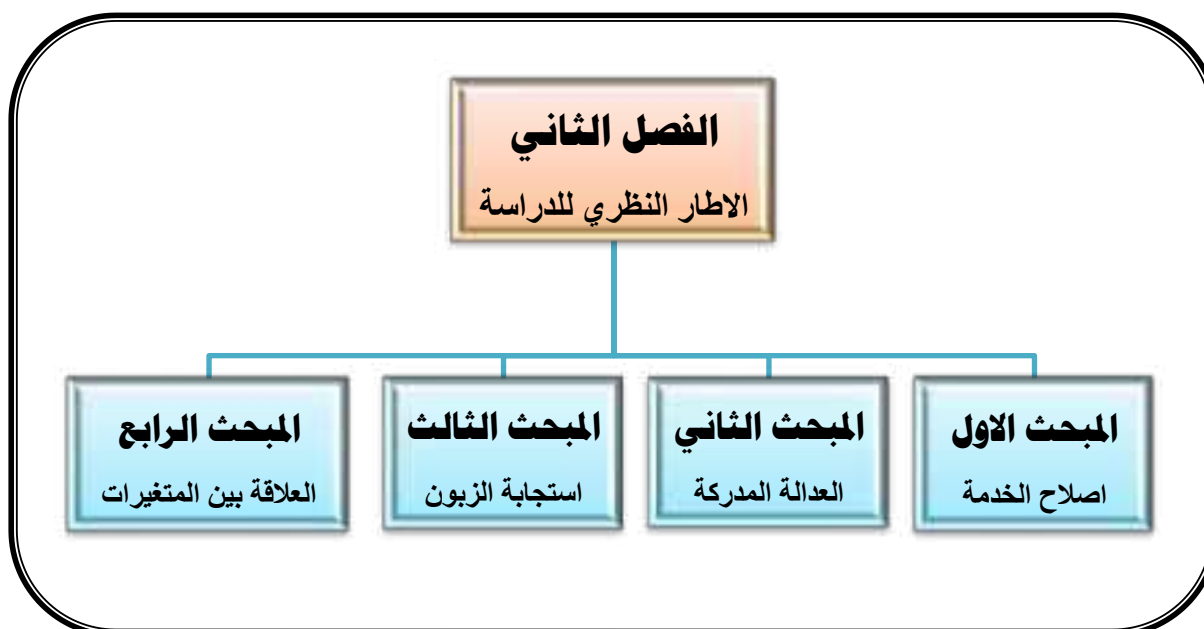 الفصل الثاني
الاطار النظري للدراسة
المبحث الاول
اصلاح الخدمة
المبحث الثاني
العدالة المدركة
المبحث الثالث
استجابة الزبون
المبحث الرابع
العلاقة بين المتغيرات